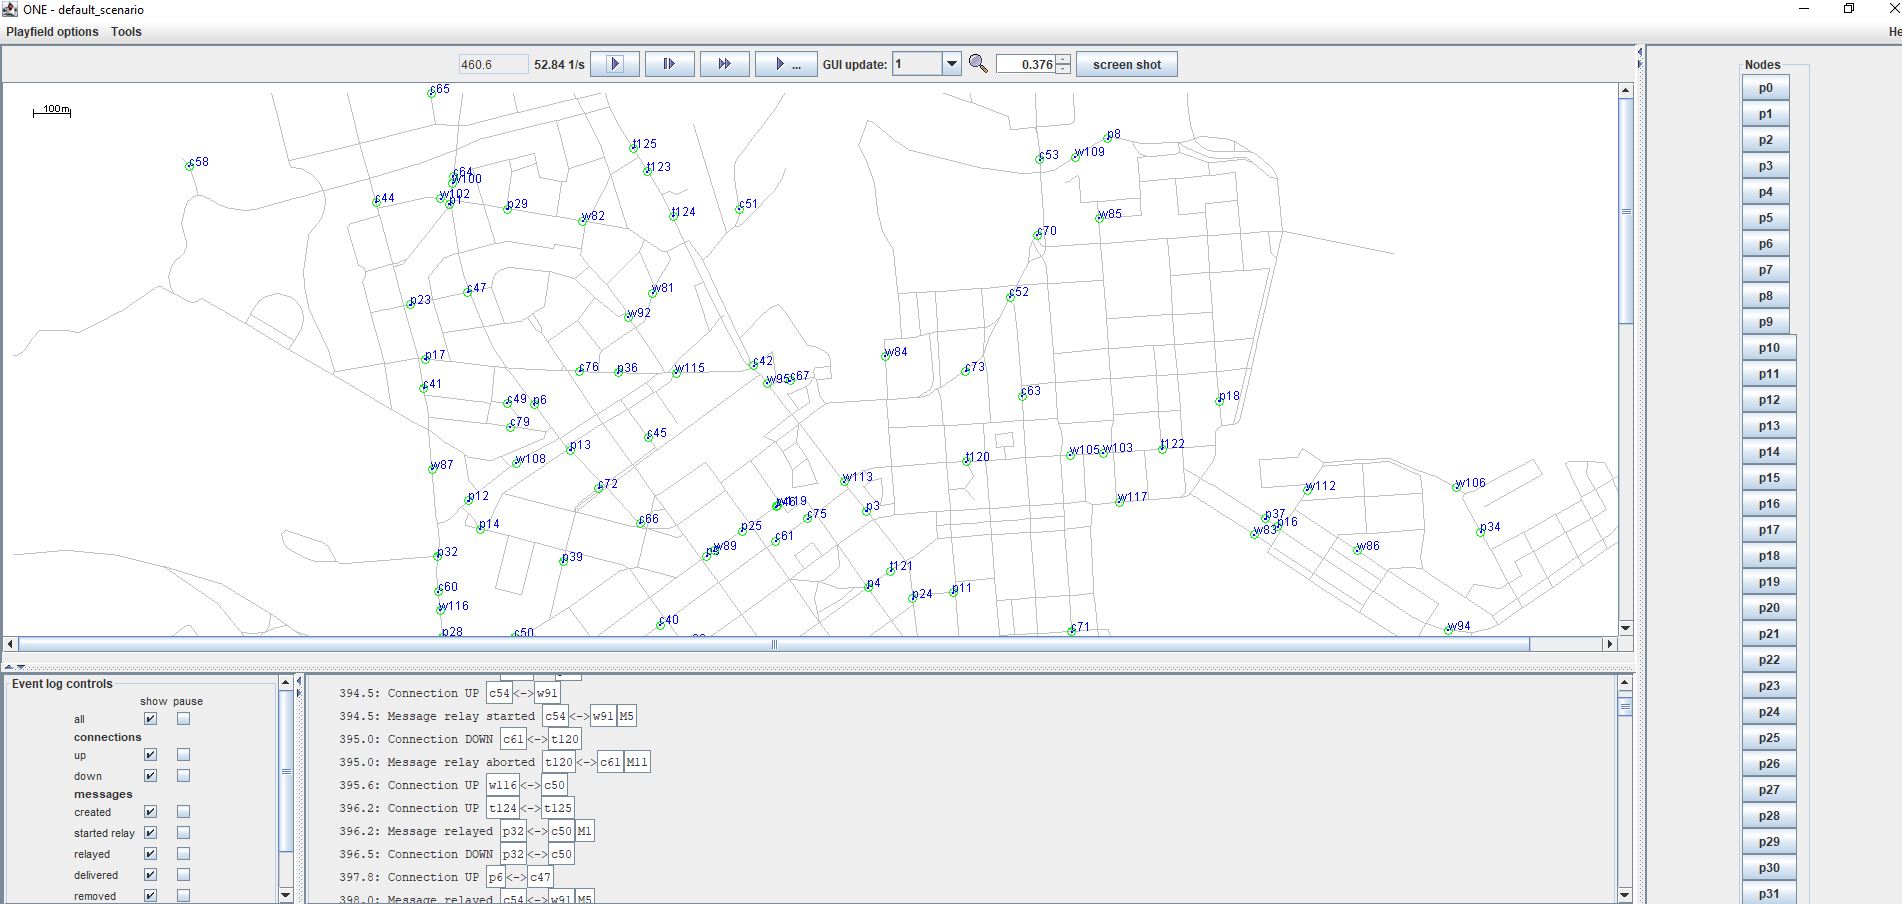 ONE - default_scenario
Playfield options Tools He
460.6 52.84 1/s ... GUI update: 1 0.376 screen shot
100m
c65
t125
p8
c53 w109
c58
t123
c64
w100
c44 w102
p1 p29
w82 t124 c51
w85
c70
p23 c47 w81
c52
w92
w84
p17
c76 p36 w115 c42
w95 c67
c73
c41
c63
p18
c49 p6
c79
c45
p13
w87 w108
t120
w105 w103 t122
w113
c72
w112 w106
p12
p3
w117
c66
c75
p14
p25
c61
p37
p16
w83
p34
w89
w86
p32
p39
t121
p4
c60
p24 p11
w116
c40
p28 c50
c71
w94
Nodes
p0
p1
p2
p3
p4
p5
p6
p7
p8
p9
p10
p11
p12
p13
p14
p15
p16
p17
p18
p19
p20
p21
p22
p23
p24
p25
p26
p27
p28
p29
p30
p31
Event log controls
show pause
all
connections
up
down
messages
created
started relay
relayed
delivered
removed
394.5: Connection UP c54<->w91
394.5: Message relay started c54<->w91 M5
395.0: Connection DOWN c61<->t120
395.0: Message relay aborted t120<->c61 M11
395.6: Connection UP w116<->c50
396.2: Connection UP t124<->t125
396.2: Message relayed p32<->c50 M1
396.5: Connection DOWN p32<->c50
397.8: Connection UP p6<->c47
398.0: Message relayed c54<->w91 M5